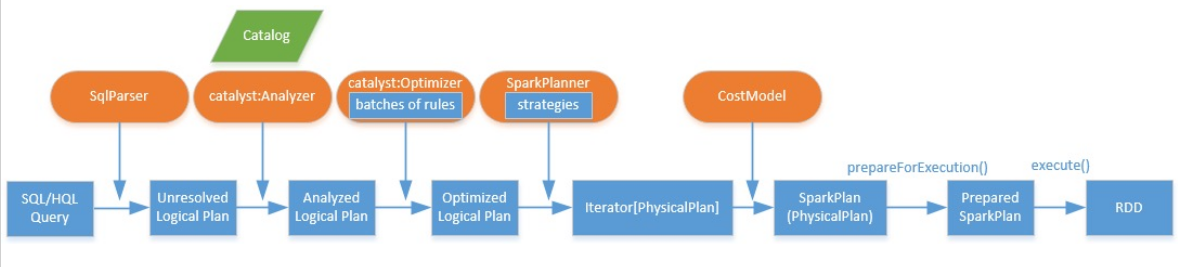 Catalog
SqlParser
catalyst:Analyzer
catalyst:Optimizer
batches of rules
SparkPlanner
strategies
CostModel
prepareForExecution()
execute()
SQL/HQL
Query
Unresolved
Logical Plan
Analyzed
Logical Plan
Optimized
Logical Plan
Iterator[PhysicalPlan]
SparkPlan
(PhysicalPlan)
Prepared
SparkPlan
RDD